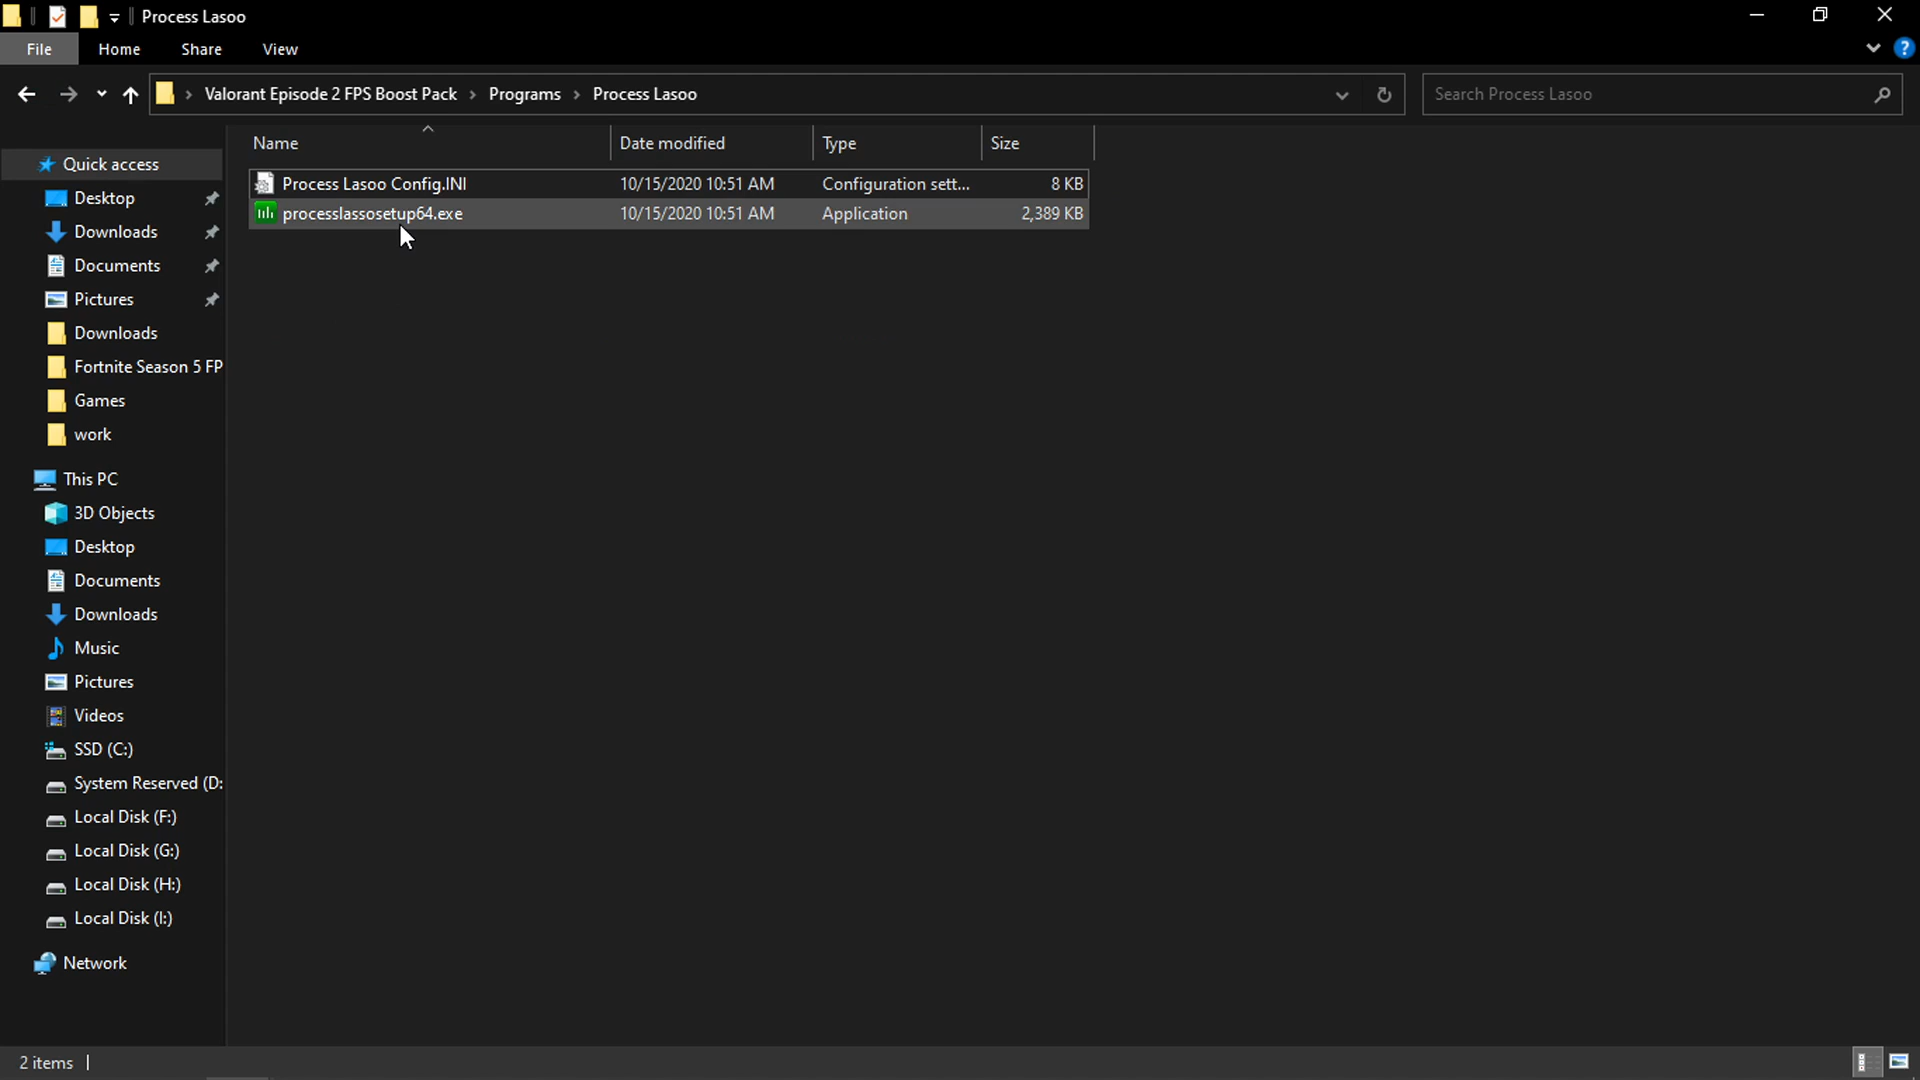 Process Lasoo
File Home Share View
Valorant Episode 2 FPS Boost Pack Programs Process Lasoo
Search Process Lasoo
Name Date modified Type Size
Process Lasoo Config.INI 10/15/2020 10:51 AM Configuration sett... 8 KB
processlassosetup64.exe 10/15/2020 10:51 AM Application 2,389 KB
Quick access
Desktop
Downloads
Documents
Pictures
Downloads
Fortnite Season 5 FP
Games
work
This PC
3D Objects
Desktop
Documents
Downloads
Music
Pictures
Videos
SSD (C:)
System Reserved (D:
Local Disk (F:)
Local Disk (G:)
Local Disk (H:)
Local Disk (I:)
Network
2 items